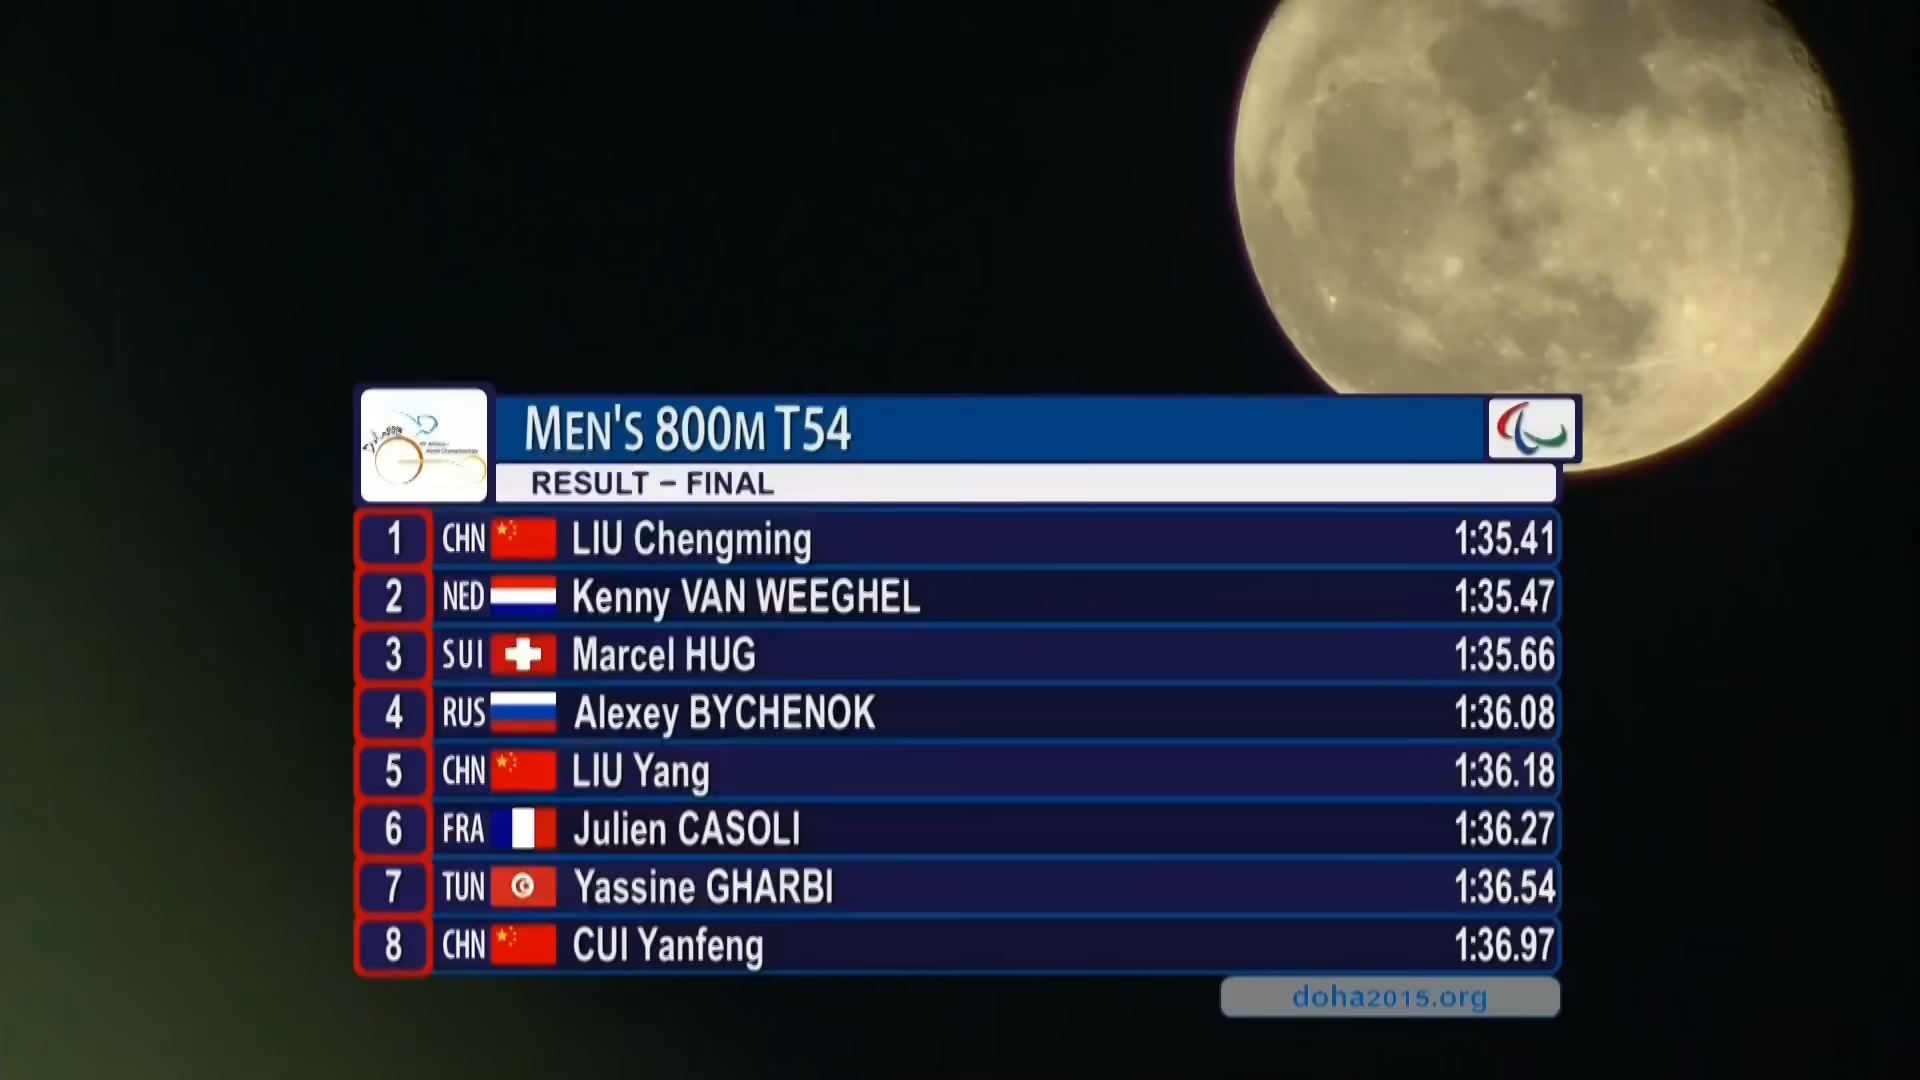 MEN'S 800M T54
RESULT – FINAL
1 CHN LIU Chengming 1:35.41
2 NED Kenny VAN WEEGHEL 1:35.47
3 SUI Marcel HUG 1:35.66
4 RUS Alexey BYCHENOK 1:36.08
5 CHN LIU Yang 1:36.18
6 FRA Julien CASOLI 1:36.27
7 TUN Yassine GHARBI 1:36.54
8 CHN CUI Yanfeng 1:36.97
doha2015.org